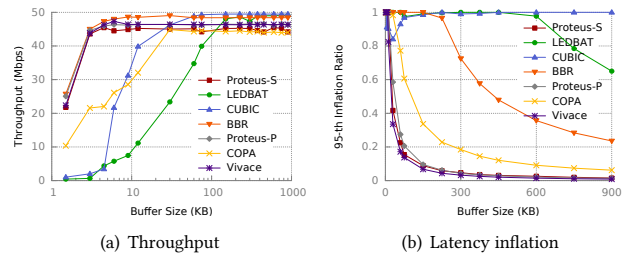 50
40
30
20
10
0
Throughput (Mbps)
1
10
100
1000
Buffer Size (KB)
Proteus-S
LEDBAT
CUBIC
BBR
Proteus-P
COPA
Vivace
(a) Throughput
1
0.8
0.6
0.4
0.2
0
95-th Inflation Ratio
0
300
600
900
Buffer Size (KB)
Proteus-S
LEDBAT
CUBIC
BBR
Proteus-P
COPA
Vivace
(b) Latency inflation